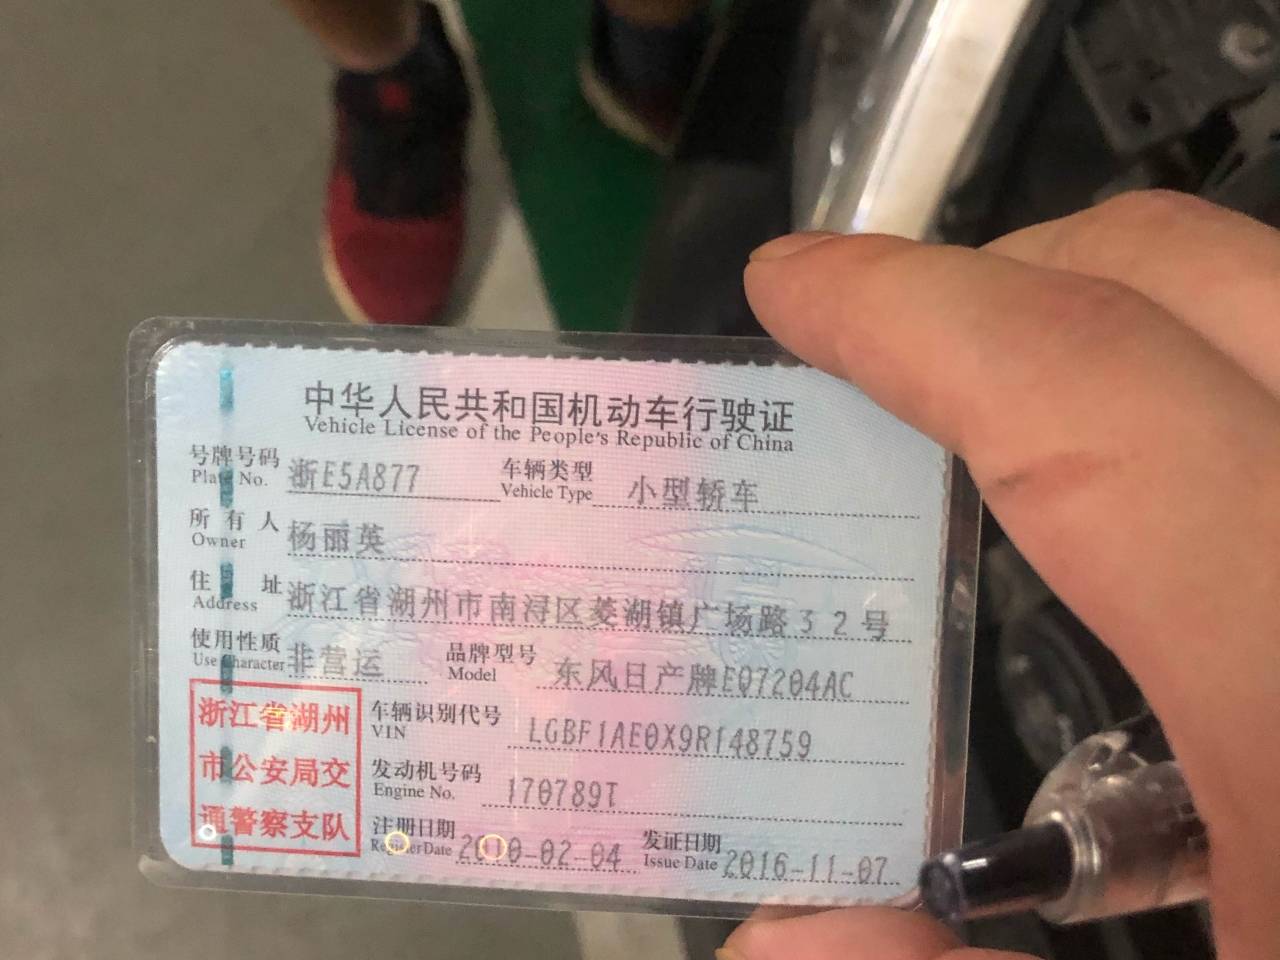 中华人民共和国机动车行驶证
Vehicle License of the People's Republic of China
号牌号码 浙E5A877 车辆类型 小型轿车
Plate No. Vehicle Type
所有人 杨丽英
Owner
住址 浙江省湖州市南浔区菱湖镇广场路32号
Address
使用性质 非营运 品牌型号 东风日产牌EQ7204AC
Use Character Model
浙江省湖州
市公安局交
通警察支队
车辆识别代号 LGBF1AE0X9R148759
VIN
发动机号码 170789T
Engine No.
注册日期 2010-02-04 发证日期 2016-11-07
Register Date Issue Date